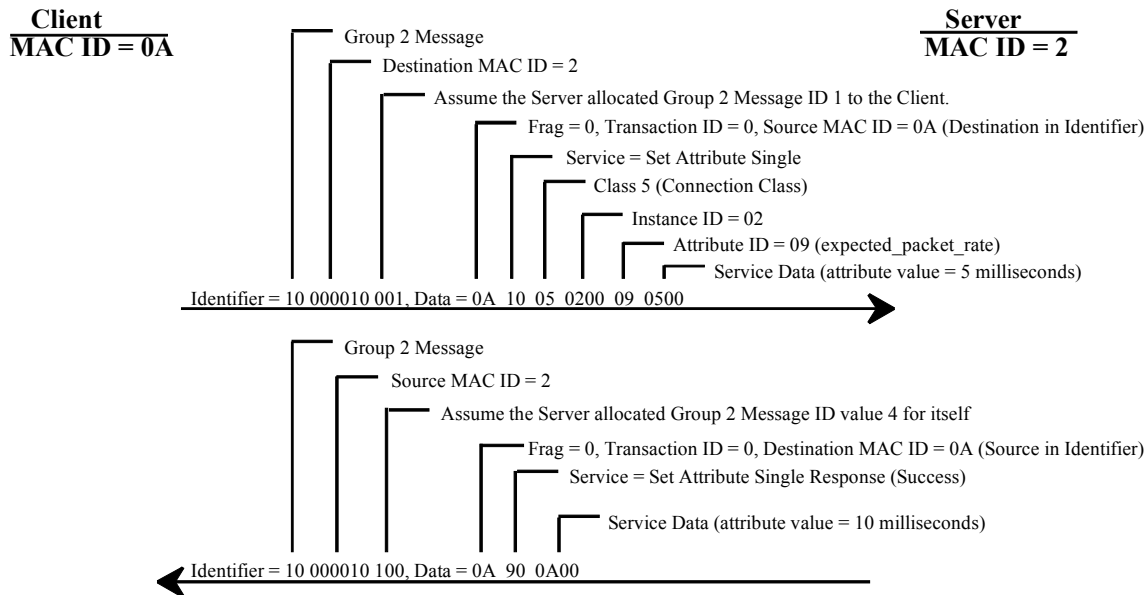 Client
MAC ID = 0A
Server
MAC ID = 2
Group 2 Message
Destination MAC ID = 2
Assume the Server allocated Group 2 Message ID 1 to the Client.
Frag = 0, Transaction ID = 0, Source MAC ID = 0A (Destination in Identifier)
Service = Set Attribute Single
Class 5 (Connection Class)
Instance ID = 02
Attribute ID = 09 (expected_packet_rate)
Service Data (attribute value = 5 milliseconds)
Identifier = 10 000010 001, Data = 0A 10 05 0200 09 0500
Group 2 Message
Source MAC ID = 2
Assume the Server allocated Group 2 Message ID value 4 for itself
Frag = 0, Transaction ID = 0, Destination MAC ID = 0A (Source in Identifier)
Service = Set Attribute Single Response (Success)
Service Data (attribute value = 10 milliseconds)
Identifier = 10 000010 100, Data = 0A 90 0A00